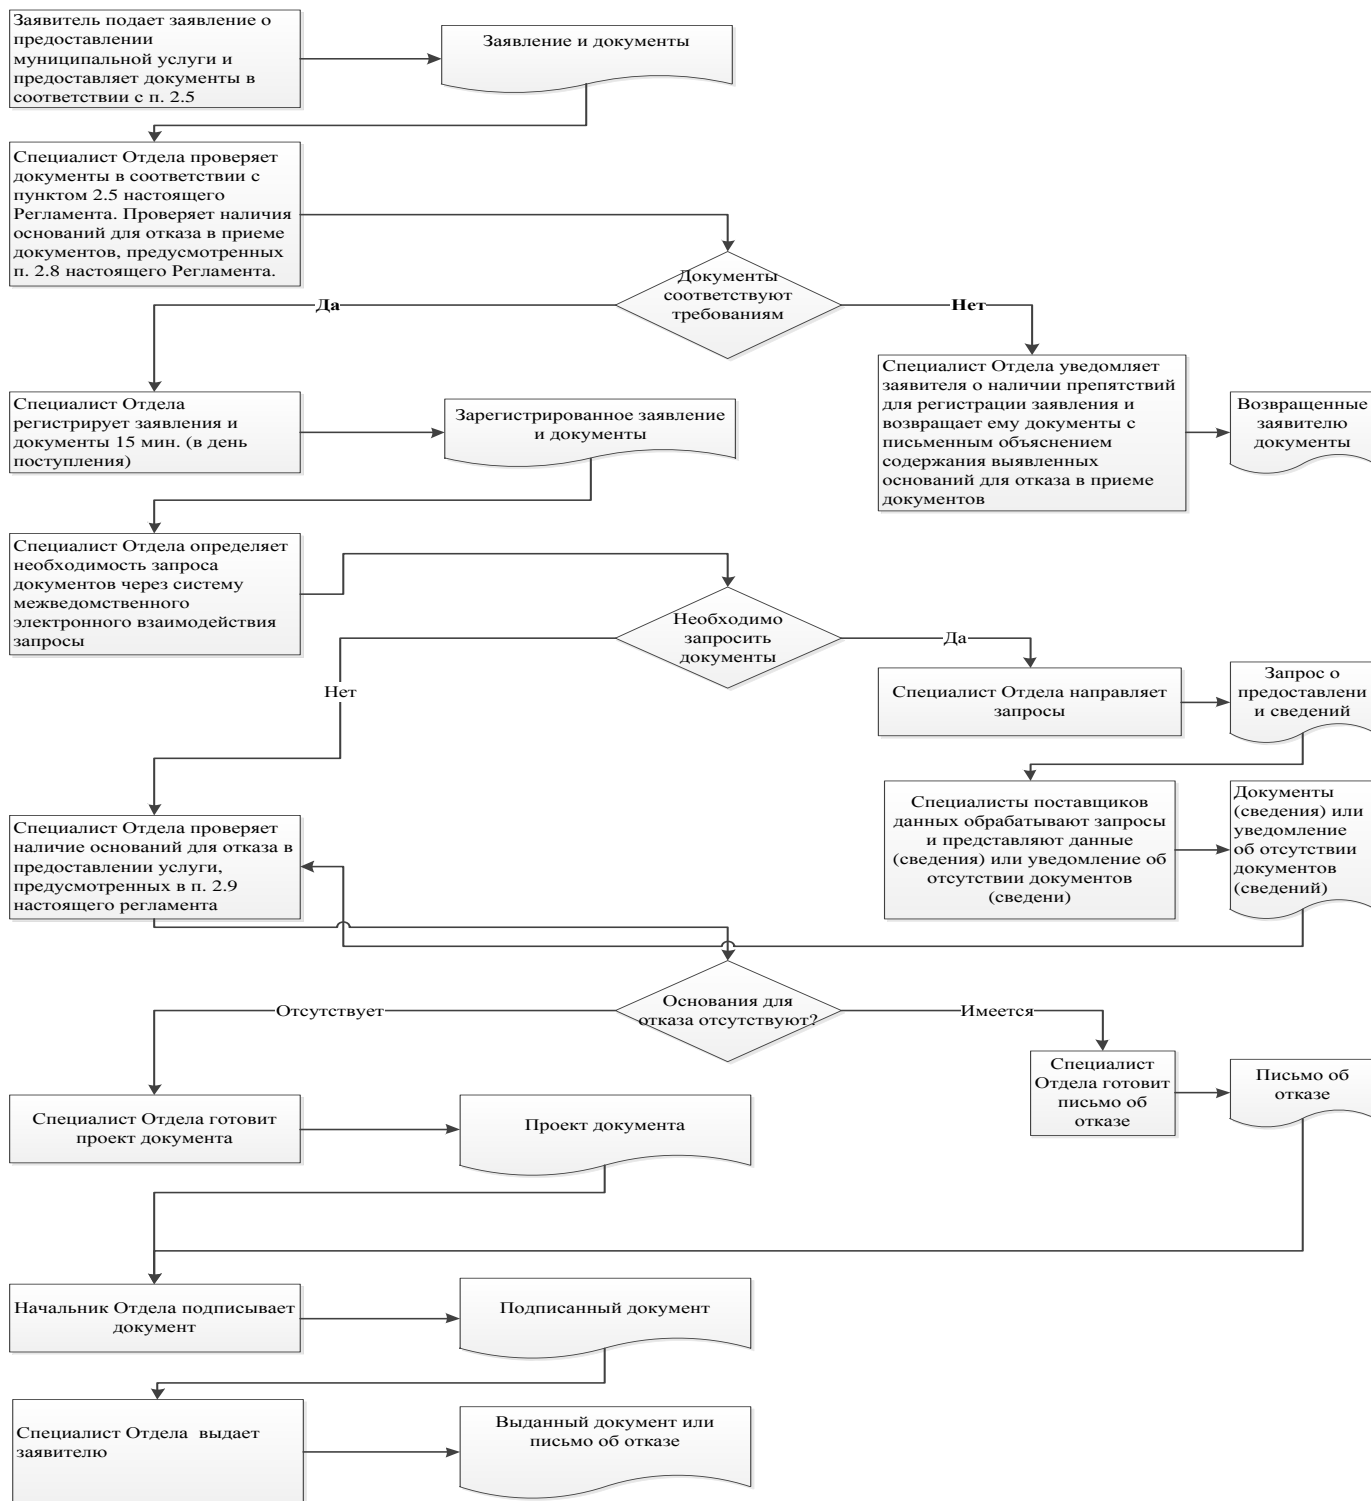 Заявитель подает заявление о
предоставлении
муниципальной услуги и
предоставляет документы в
соответствии с п. 2.5
Заявление и документы
Специалист Отдела проверяет
документы в соответствии с
пунктом 2.5 настоящего
Регламента. Проверяет наличия
оснований для отказа в приеме
документов, предусмотренных
п. 2.8 настоящего Регламента.
Документы
соответствуют
требованиям
Да
Нет
Специалист Отдела
регистрирует заявления и
документы 15 мин. (в день
поступления)
Зарегистрированное заявление
и документы
Специалист Отдела уведомляет
заявителя о наличии препятствий
для регистрации заявления и
возвращает ему документы с
письменным объяснением
содержания выявленных
оснований для отказа в приеме
документов
Возвращенные
заявителю
документы
Специалист Отдела определяет
необходимость запроса
документов через систему
межведомственного
электронного взаимодействия
запросы
Необходимо
запросить
документы
Да
Нет
Специалист Отдела направляет
запросы
Запрос о
предоставлени
и сведений
Специалисты поставщиков
данных обрабатывают запросы
и представляют данные
(сведения) или уведомление об
отсутствии документов
(сведени)
Документы
(сведения) или
уведомление
об отсутствии
документов
(сведений)
Специалист Отдела проверяет
наличие оснований для отказа в
предоставлении услуги,
предусмотренных в п. 2.9
настоящего регламента
Основания для
отказа отсутствуют?
Отсутствует
Имеется
Специалист
Отдела готовит
письмо об
отказе
Письмо об
отказе
Специалист Отдела готовит
проект документа
Проект документа
Начальник Отдела подписывает
документ
Подписанный документ
Специалист Отдела  выдает
заявителю
Выданный документ или
письмо об отказе